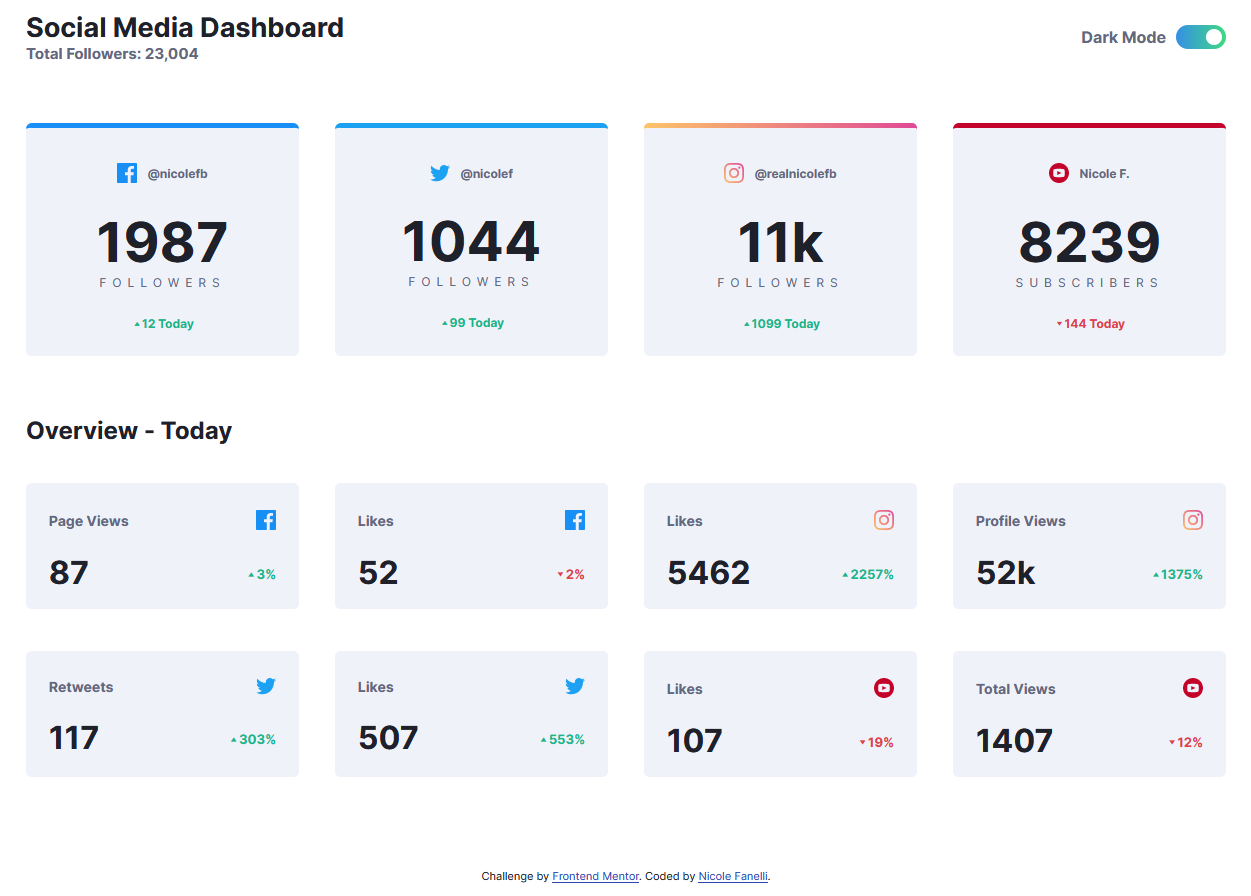 Social Media Dashboard
Total Followers: 23,004
Dark Mode
@nicolefb
1987
FOLLOWERS
12 Today
@nicolef
1044
FOLLOWERS
99 Today
@realnicolefb
11k
FOLLOWERS
1099 Today
Nicole F.
8239
SUBSCRIBERS
144 Today
Overview - Today
Page Views
87
3%
Likes
52
2%
Likes
5462
2257%
Profile Views
52k
1375%
Retweets
117
303%
Likes
507
553%
Likes
107
19%
Total Views
1407
12%
Challenge by Frontend Mentor. Coded by Nicole Fanelli.